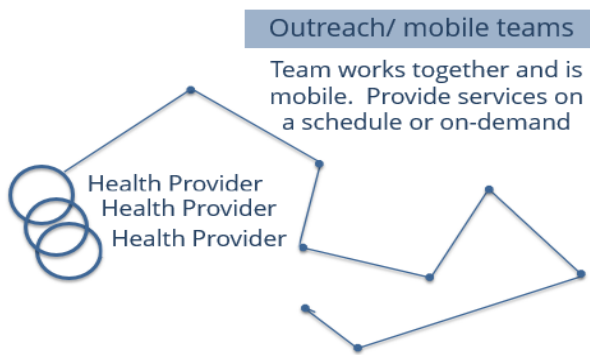 Outreach/ mobile teams
Team works together and is
mobile. Provide services on
a schedule or on-demand
Health Provider
Health Provider
Health Provider